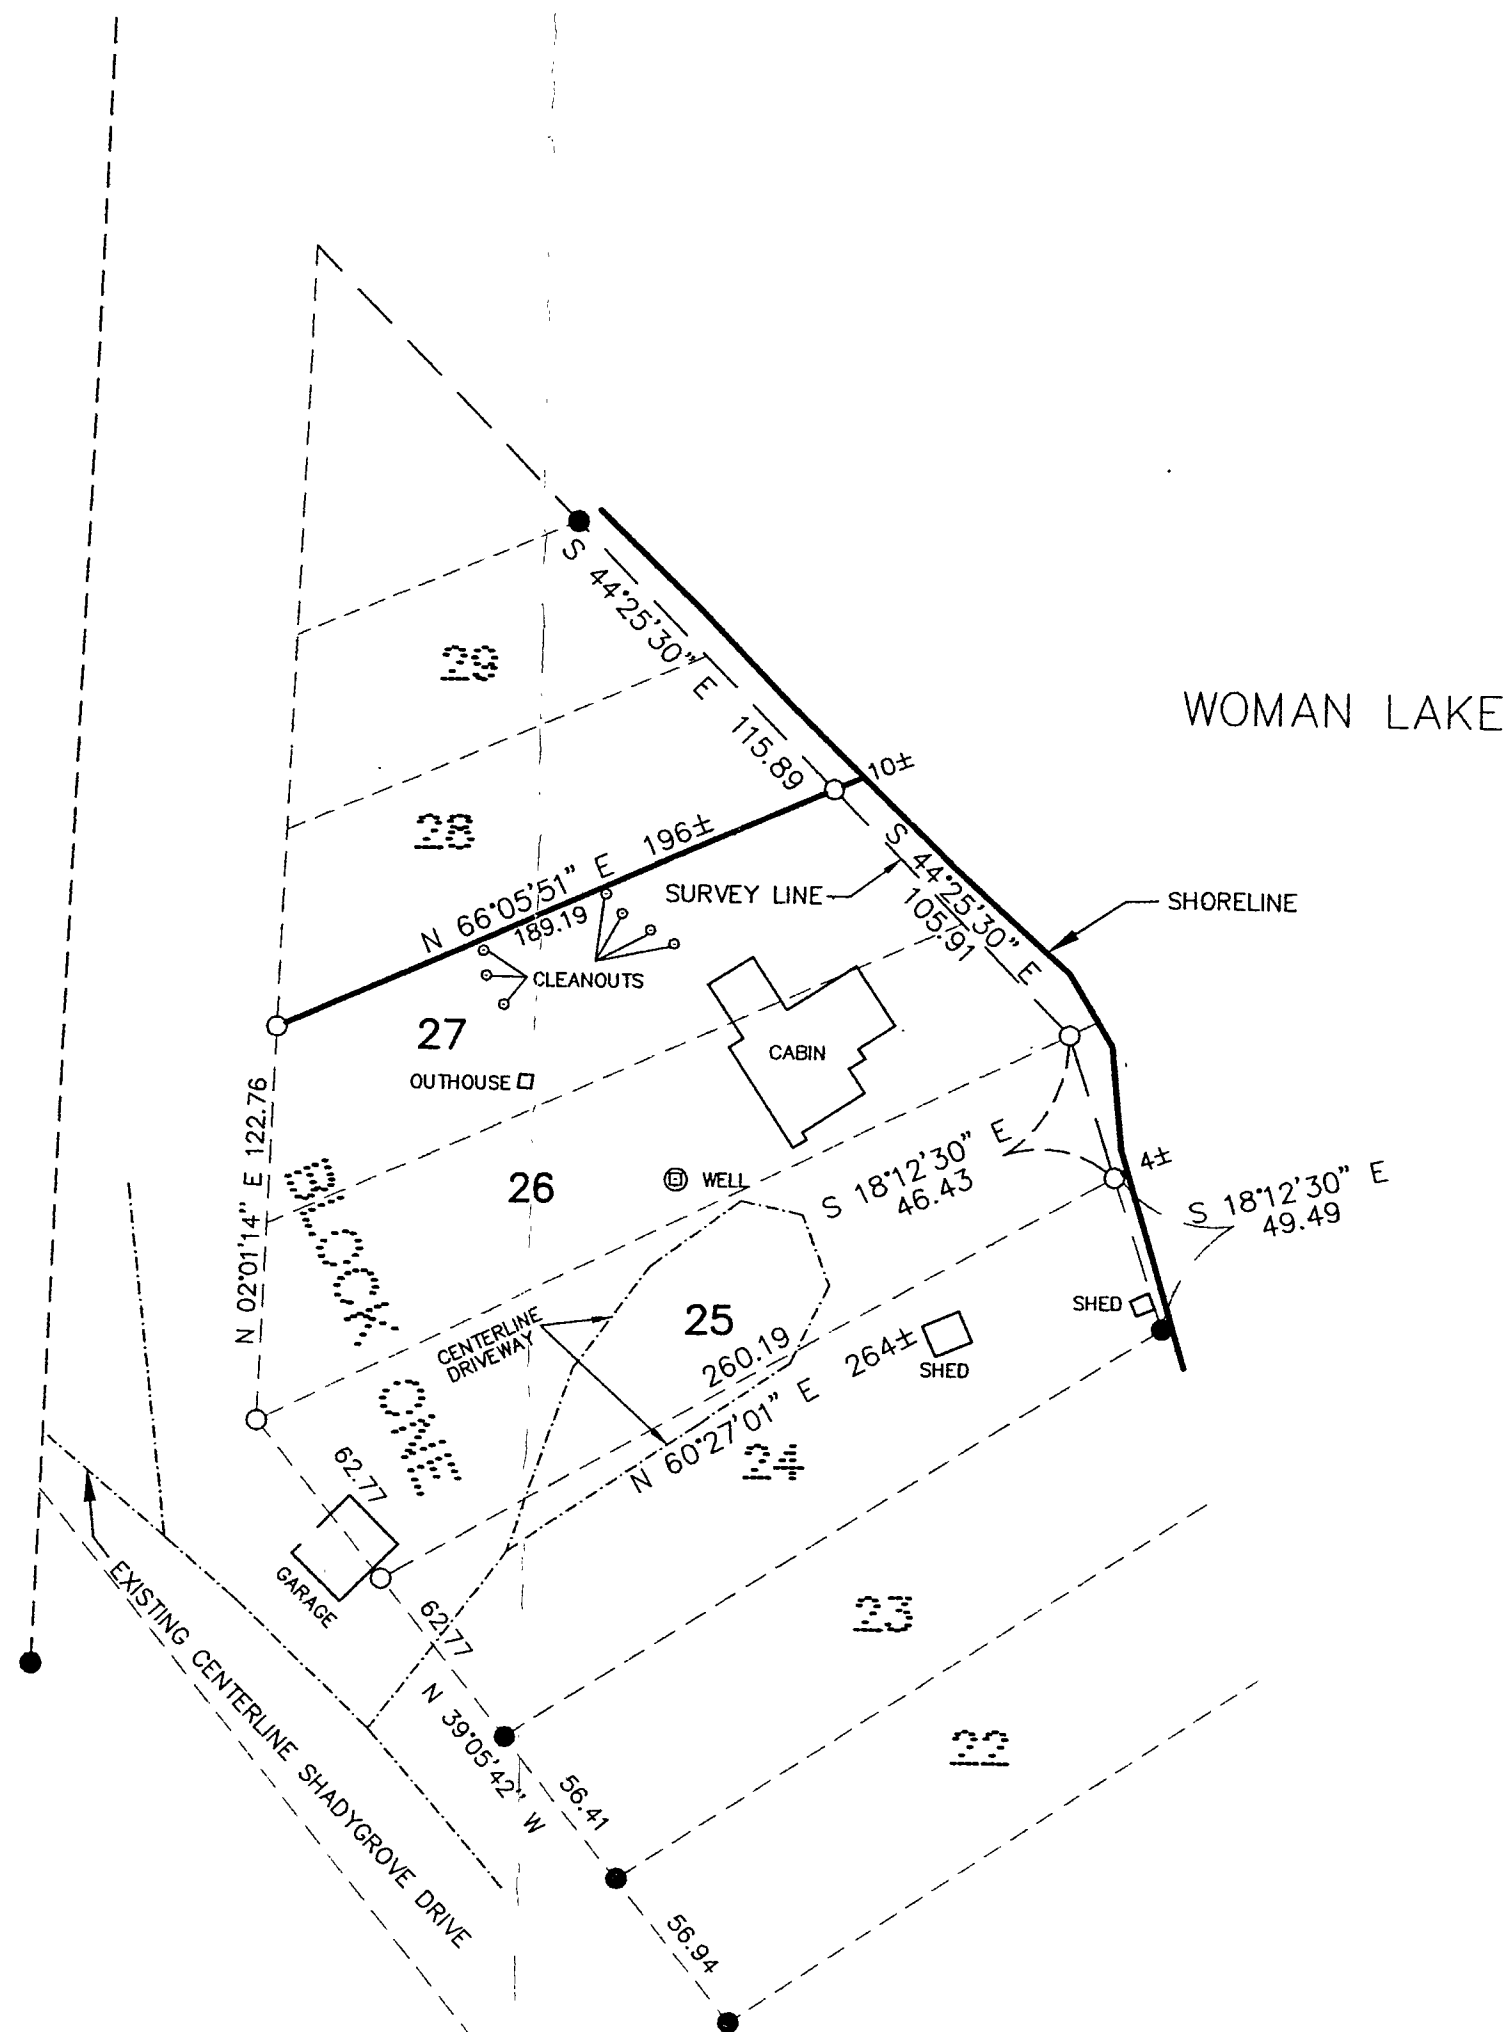 WOMAN LAKE
S 44°25'30" E 115.89
29
28
10±
N 66°05'51" E 196±
189.19
SURVEY LINE
S 44°25'30" E
105.91
SHORELINE
CLEANOUTS
27
OUTHOUSE
CABIN
N 02°01'14" E 122.76
BLOCK ONE
26
WELL
S 18°12'30" E
46.43
4±
S 18°12'30" E
49.49
CENTERLINE
DRIVEWAY
25
260.19
N 60°27'01" E 264±
SHED
SHED
24
62.77
GARAGE
62.77
N 39°05'42" W
EXISTING CENTERLINE SHADYGROVE DRIVE
23
56.41
22
56.94